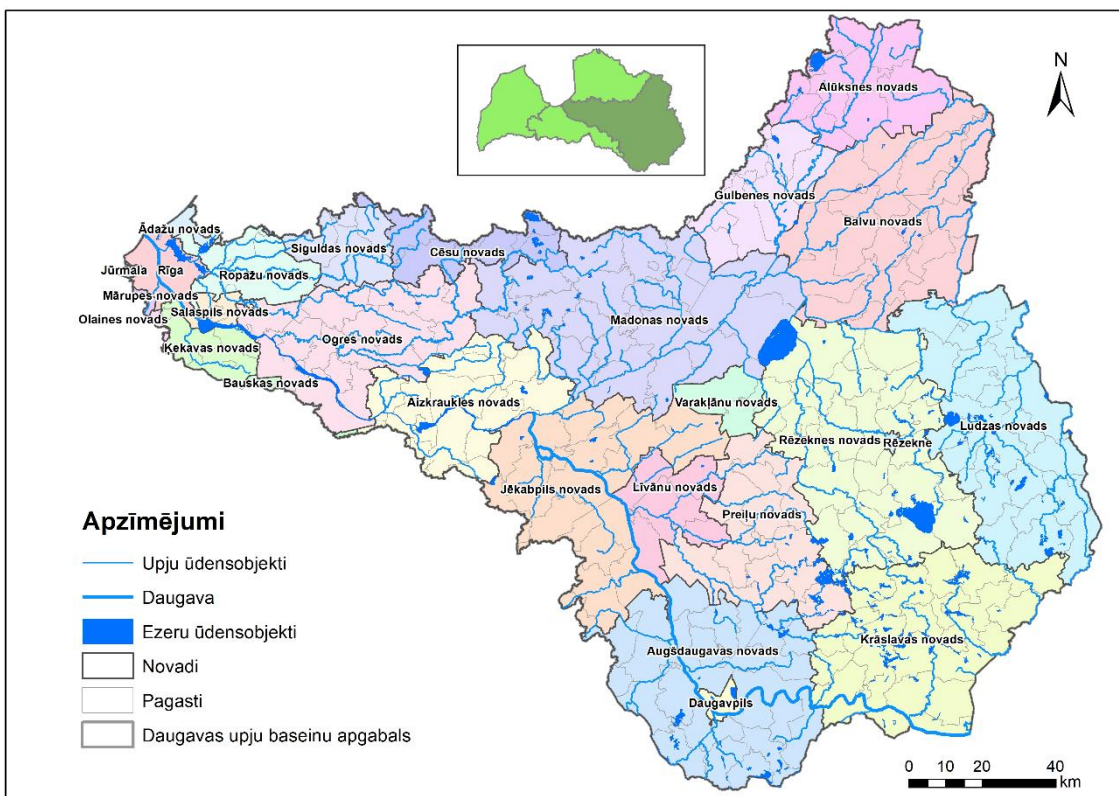 N
Alūksnes novads
Gulbenes novads
Balvu novads
Ādažu novads
Siguldas novads
Cēsu novads
Jūrmala
Rīga
Ropažu novads
Mārupes novads
Salaspils novads
Olaines novads
Ogres novads
Madonas novads
Ķekavas novads
Bauskas novads
Aizkraukles novads
Varakļānu novads
Rēzeknes novads
Rēzekne
Ludzas novads
Jēkabpils novads
Līvānu novads
Preiļu novads
Krāslavas novads
Augšdaugavas novads
Daugavpils
Apzīmējumi
Upju ūdensobjekti
Daugava
Ezeru ūdensobjekti
Novadi
Pagasti
Daugavas upju baseinu apgabals
0 10 20 40
km